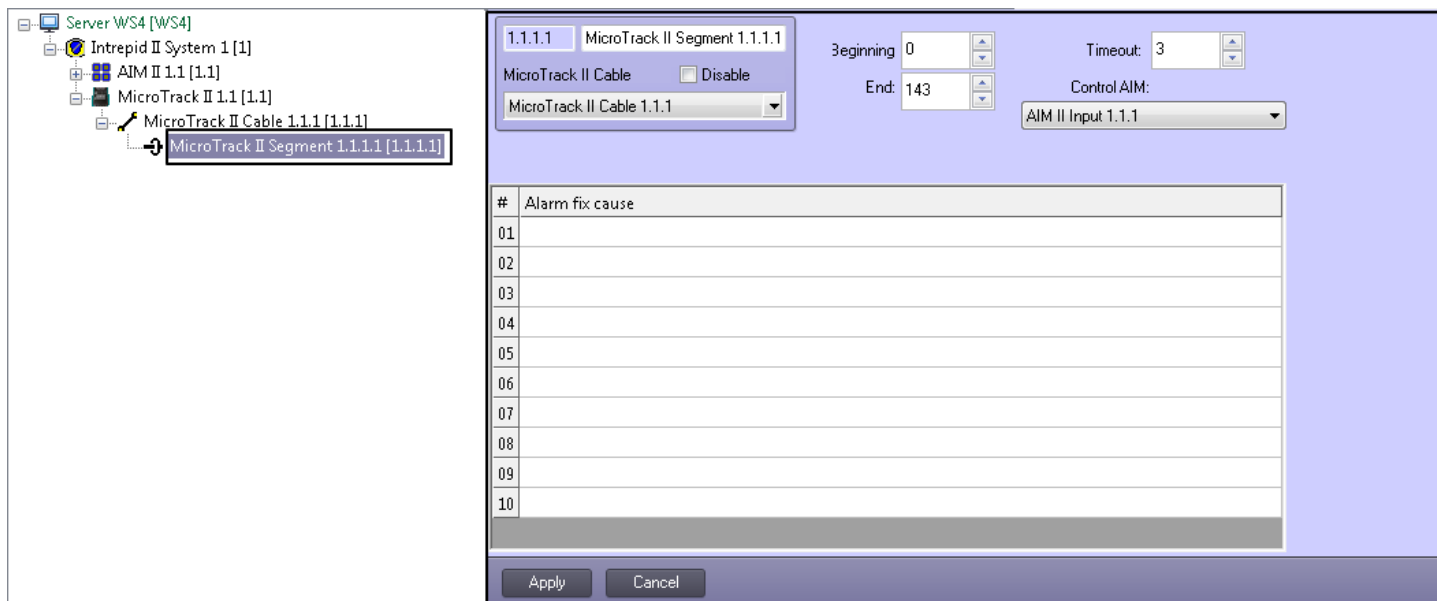 Server WS4 [WS4]
Intrepid II System 1 [1]
AIM II 1.1 [1.1]
MicroTrack II 1.1 [1.1]
MicroTrack II Cable 1.1.1 [1.1.1]
MicroTrack II Segment 1.1.1.1 [1.1.1.1]
1.1.1.1 MicroTrack II Segment 1.1.1.1
MicroTrack II Cable Disable
MicroTrack II Cable 1.1.1
Beginning 0
End: 143
Timeout: 3
Control AIM:
AIM II Input 1.1.1
# Alarm fix cause
01
02
03
04
05
06
07
08
09
10
Apply Cancel